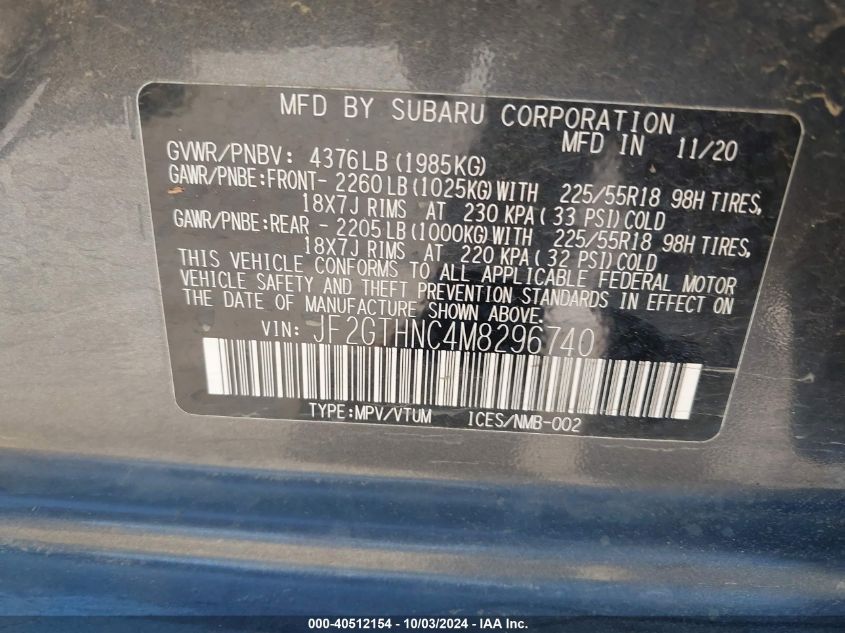 MFD BY SUBARU CORPORATION
MFD IN 11/20
GVWR/PNBV: 4376LB(1985KG)
GAWR/PNBE:FRONT- 2260LB(1025KG)WITH 225/55R18 98H TIRES,
18X7J RIMS AT 230 KPA(33 PSI)COLD
GAWR/PNBE:REAR - 2205LB(1000KG)WITH 225/55R18 98H TIRES,
18X7J RIMS AT 220 KPA(32 PSI)COLD
THIS VEHICLE CONFORMS TO ALL APPLICABLE FEDERAL MOTOR
VEHICLE SAFETY AND THEFT PREVENTION STANDARDS IN EFFECT ON
THE DATE OF MANUFACTURE SHOWN ABOVE.
VIN: JF2GTHNC4M8296740
TYPE:MPV/VTUM ICES/NMB-002
000-40512154 - 10/03/2024 - IAA Inc.